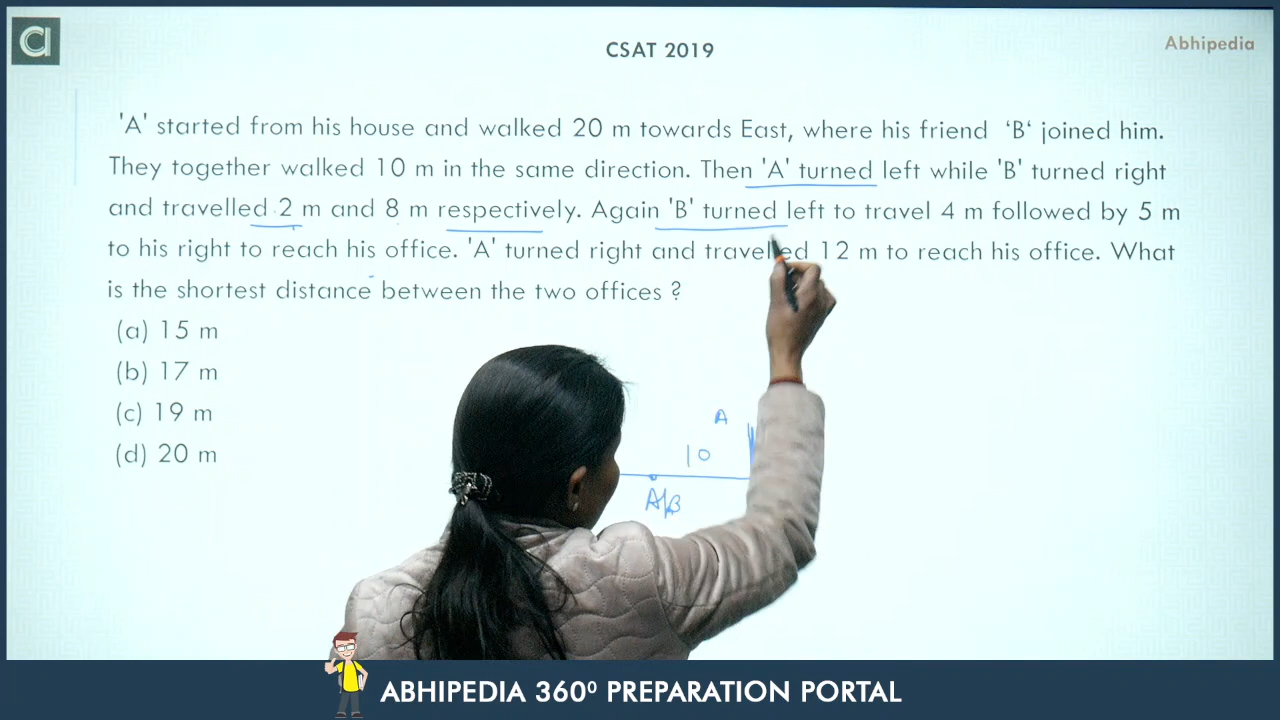 CSAT 2019
Abhipedia
'A' started from his house and walked 20 m towards East, where his friend ‘B‘ joined him.
They together walked 10 m in the same direction. Then 'A' turned left while 'B' turned right
and travelled 2 m and 8 m respectively. Again 'B' turned left to travel 4 m followed by 5 m
to his right to reach his office. 'A' turned right and travelled 12 m to reach his office. What
is the shortest distance between the two offices ?
(a) 15 m
(b) 17 m
(c) 19 m
(d) 20 m
A
10
A/B
ABHIPEDIA 360⁰ PREPARATION PORTAL